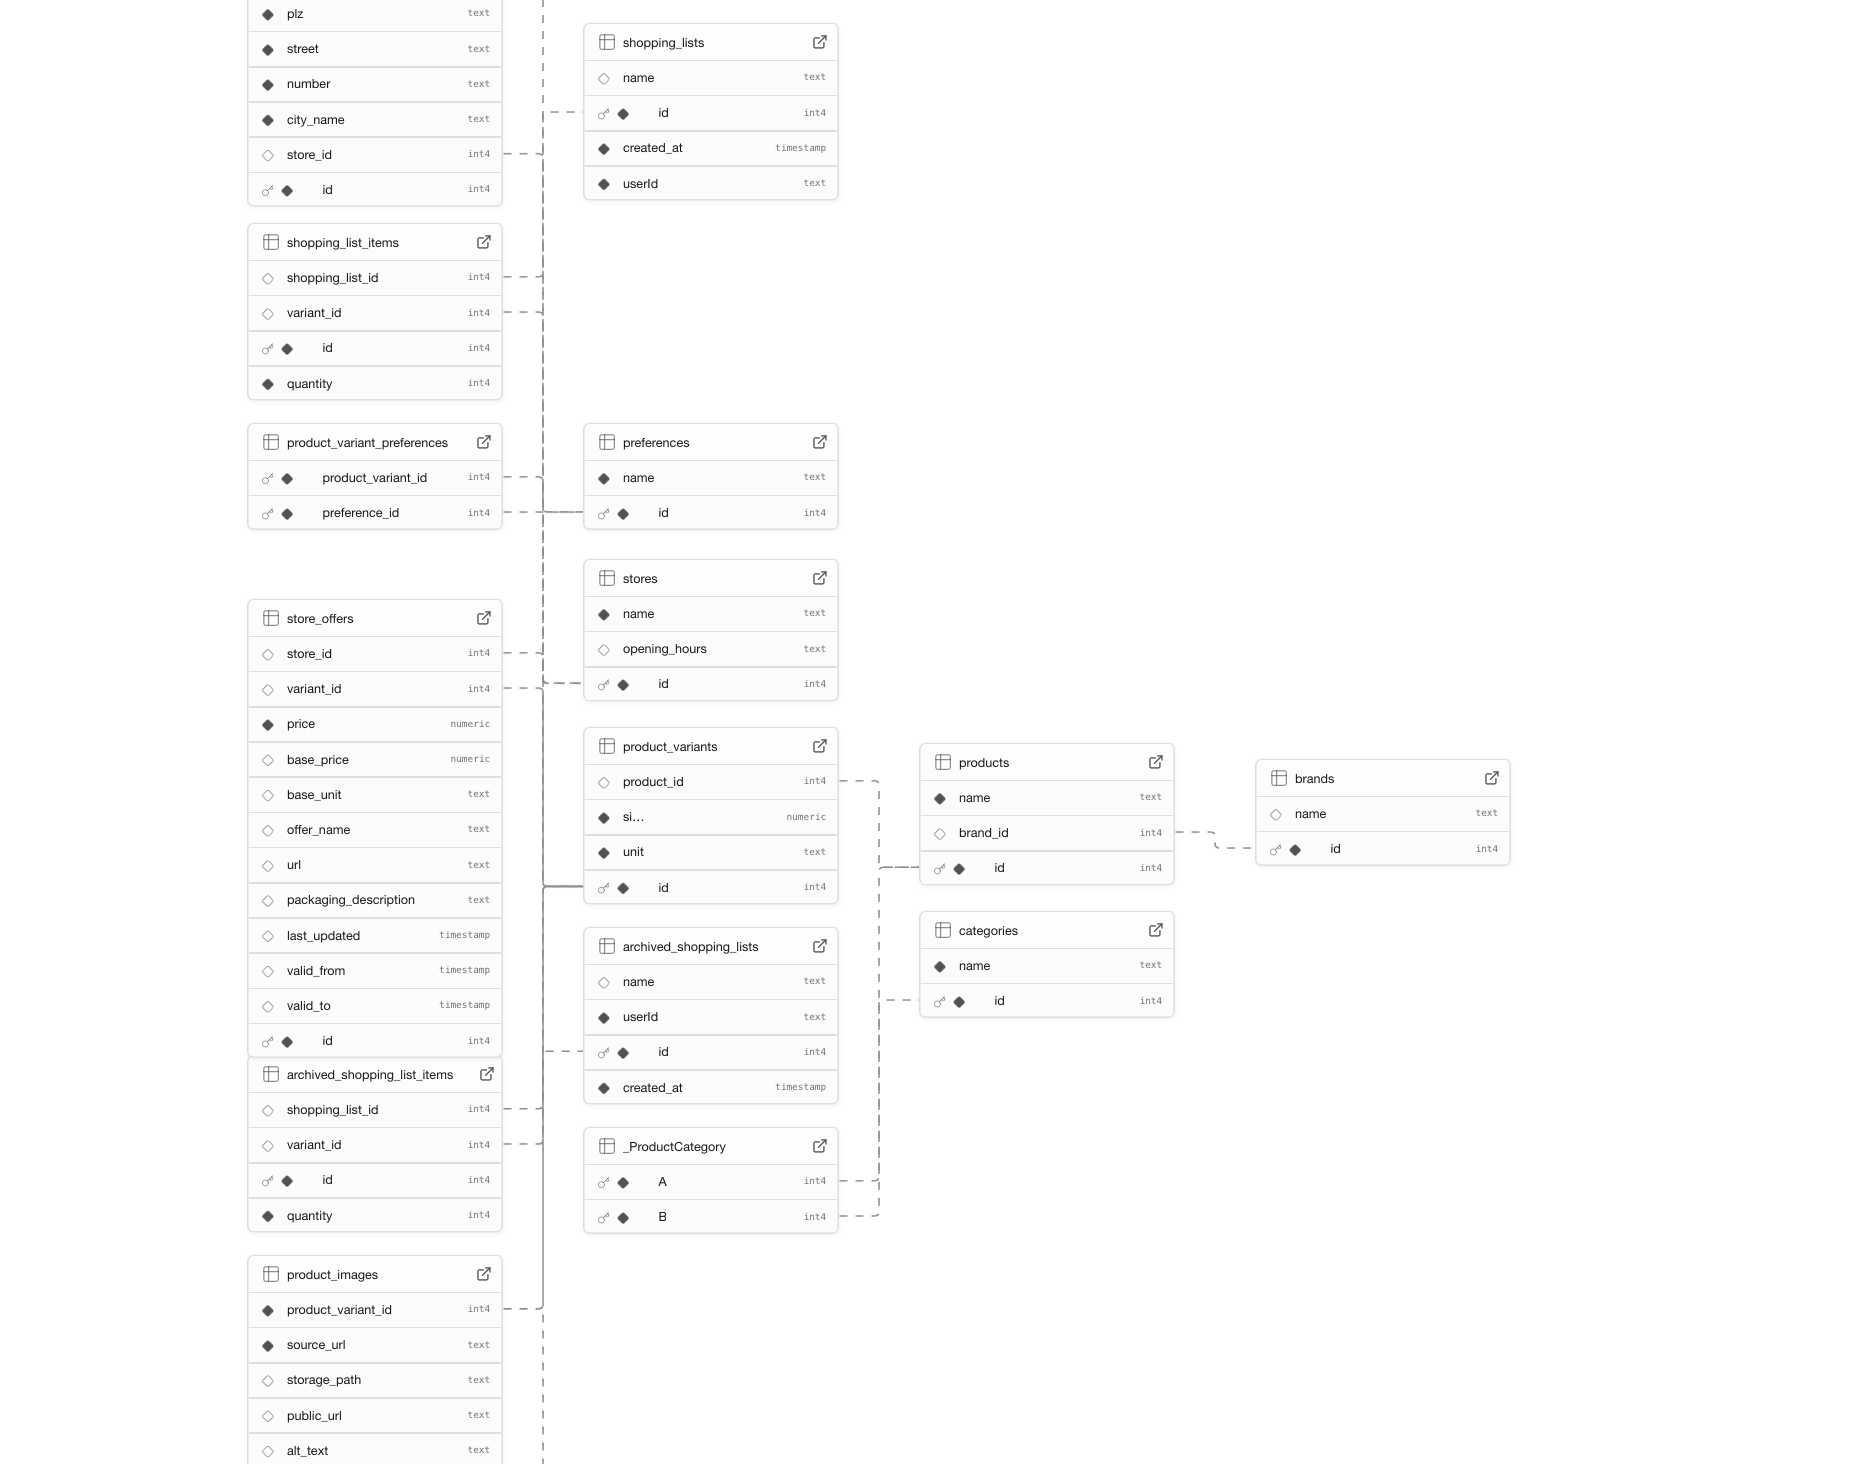 plz text
street text
number text
city_name text
store_id int4
id int4
shopping_list_items
shopping_list_id int4
variant_id int4
id int4
quantity int4
product_variant_preferences
product_variant_id int4
preference_id int4
store_offers
store_id int4
variant_id int4
price numeric
base_price numeric
base_unit text
offer_name text
url text
packaging_description text
last_updated timestamp
valid_from timestamp
valid_to timestamp
id int4
archived_shopping_list_items
shopping_list_id int4
variant_id int4
id int4
quantity int4
product_images
product_variant_id int4
source_url text
storage_path text
public_url text
alt_text text
shopping_lists
name text
id int4
created_at timestamp
userId text
preferences
name text
id int4
stores
name text
opening_hours text
id int4
product_variants
product_id int4
si... numeric
unit text
id int4
archived_shopping_lists
name text
userId text
id int4
created_at timestamp
_ProductCategory
A int4
B int4
products
name text
brand_id int4
id int4
categories
name text
id int4
brands
name text
id int4